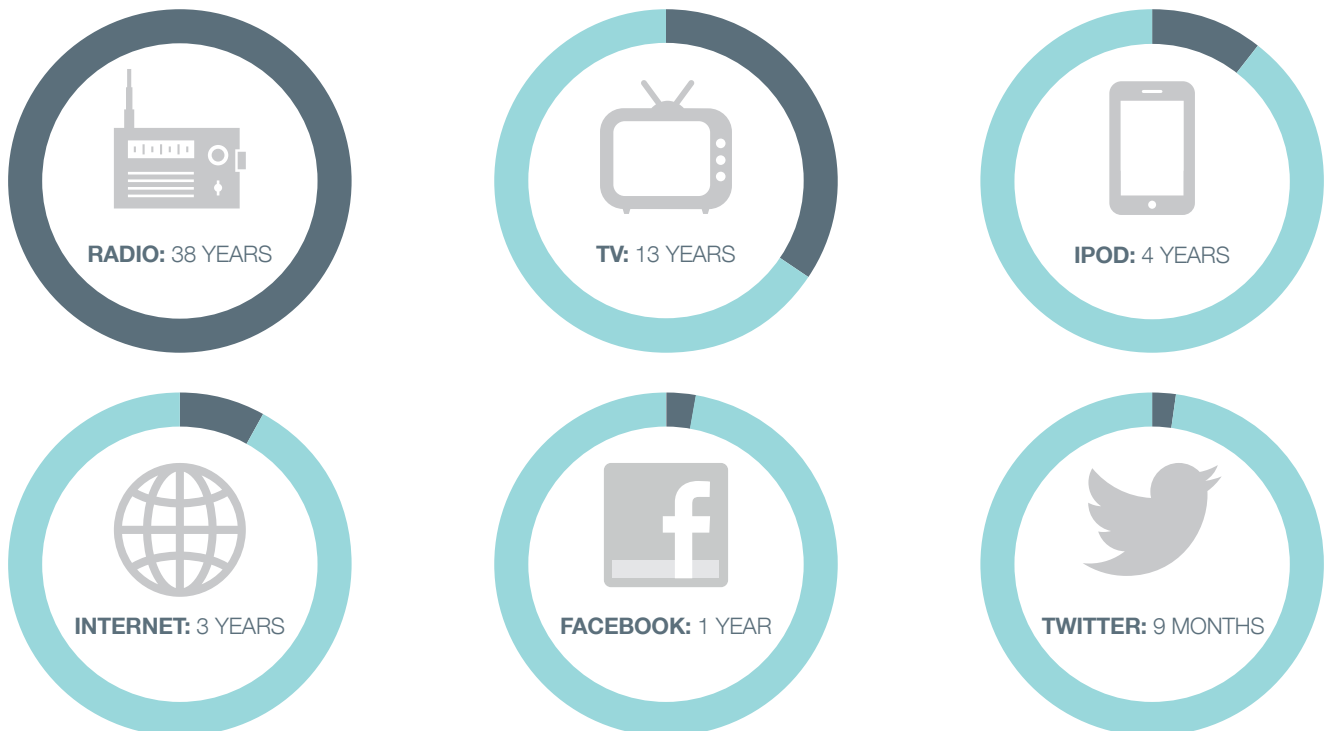 RADIO: 38 YEARS
TV: 13 YEARS
IPOD: 4 YEARS
INTERNET: 3 YEARS
FACEBOOK: 1 YEAR
TWITTER: 9 MONTHS